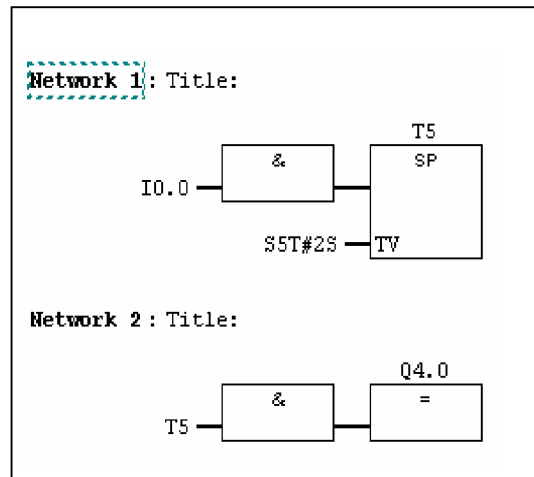 Network 1: Title:
T5
& SP
I0.0
S5T#2S TV
Network 2: Title:
Q4.0
& =
T5